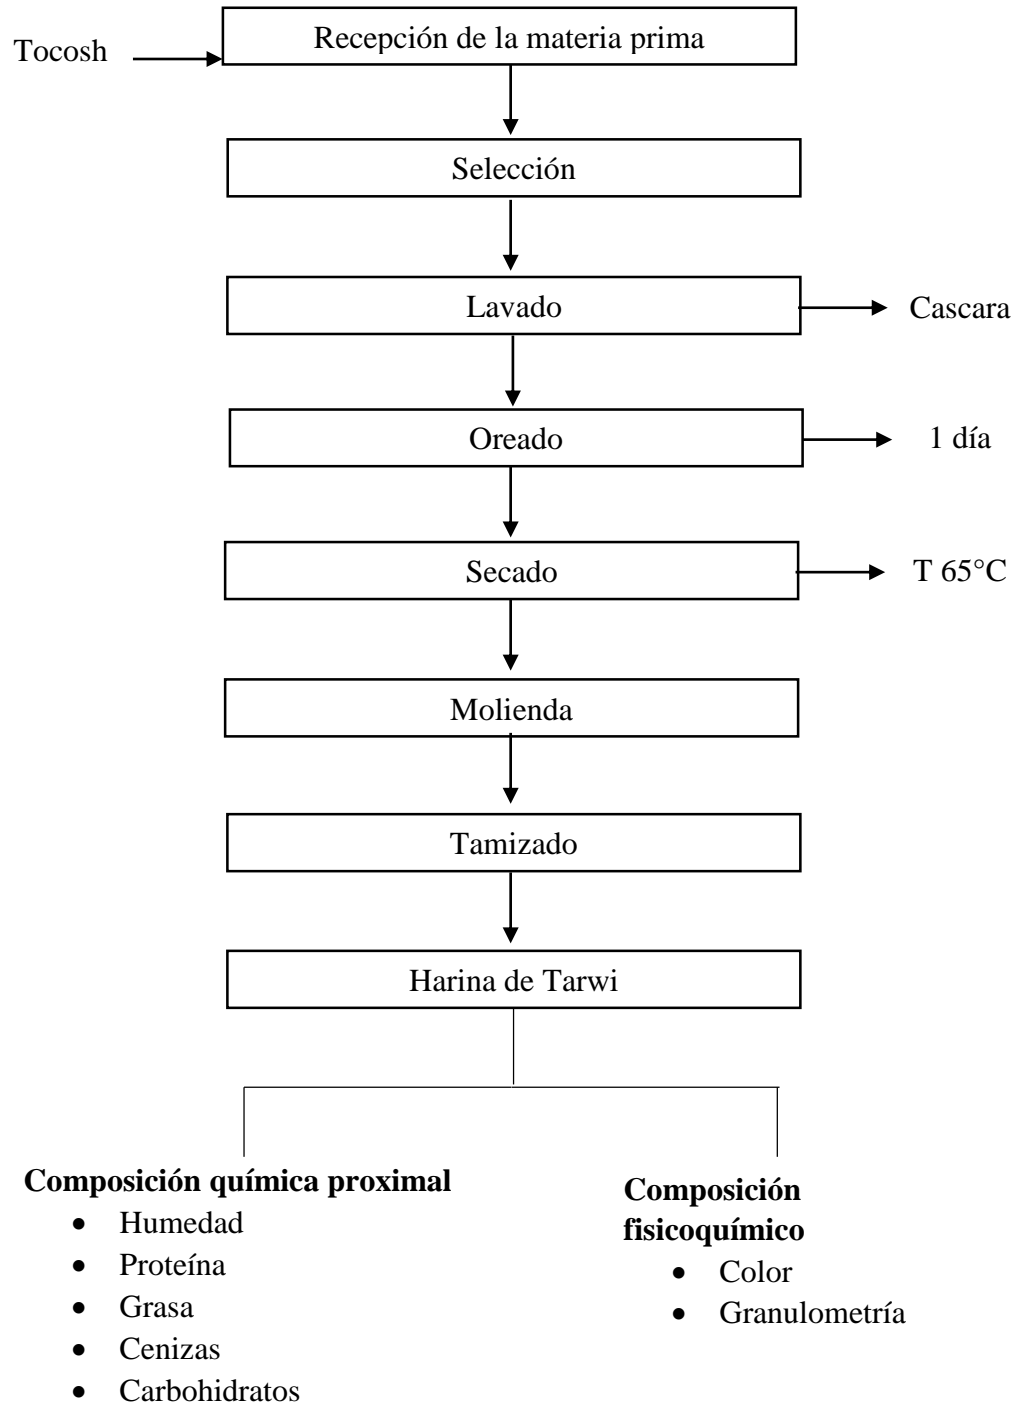 Recepción de la materia prima
Tocosh
Selección
Lavado
Cascara
Oreado
1 día
Secado
T 65°C
Molienda
Tamizado
Harina de Tarwi
Composición química proximal
• Humedad
• Proteína
• Grasa
• Cenizas
• Carbohidratos
Composición
fisicoquímico
• Color
• Granulometría